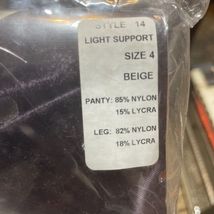 STYLE 14
LIGHT SUPPORT
SIZE 4
BEIGE
PANTY: 85% NYLON
15% LYCRA
LEG: 82% NYLON
18% LYCRA